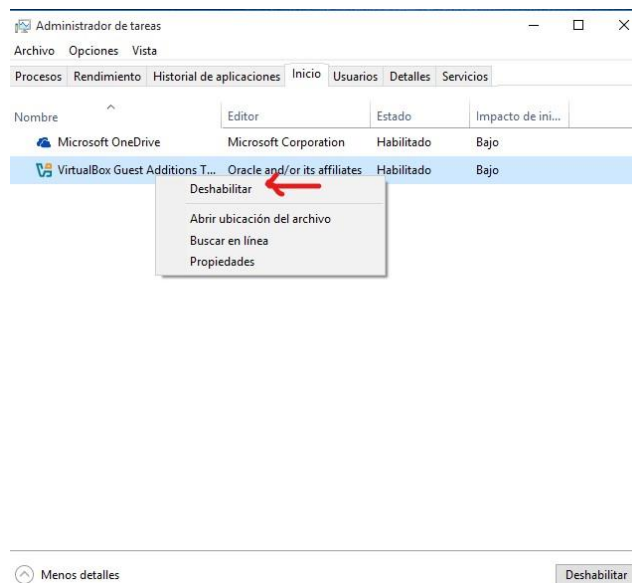 Administrador de tareas
Archivo Opciones Vista
Procesos Rendimiento Historial de aplicaciones Inicio Usuarios Detalles Servicios
Nombre Editor Estado Impacto de ini...
Microsoft OneDrive Microsoft Corporation Habilitado Bajo
VirtualBox Guest Additions T... Oracle and/or its affiliates Habilitado Bajo
Deshabilitar
Abrir ubicación del archivo
Buscar en línea
Propiedades
Menos detalles Deshabilitar